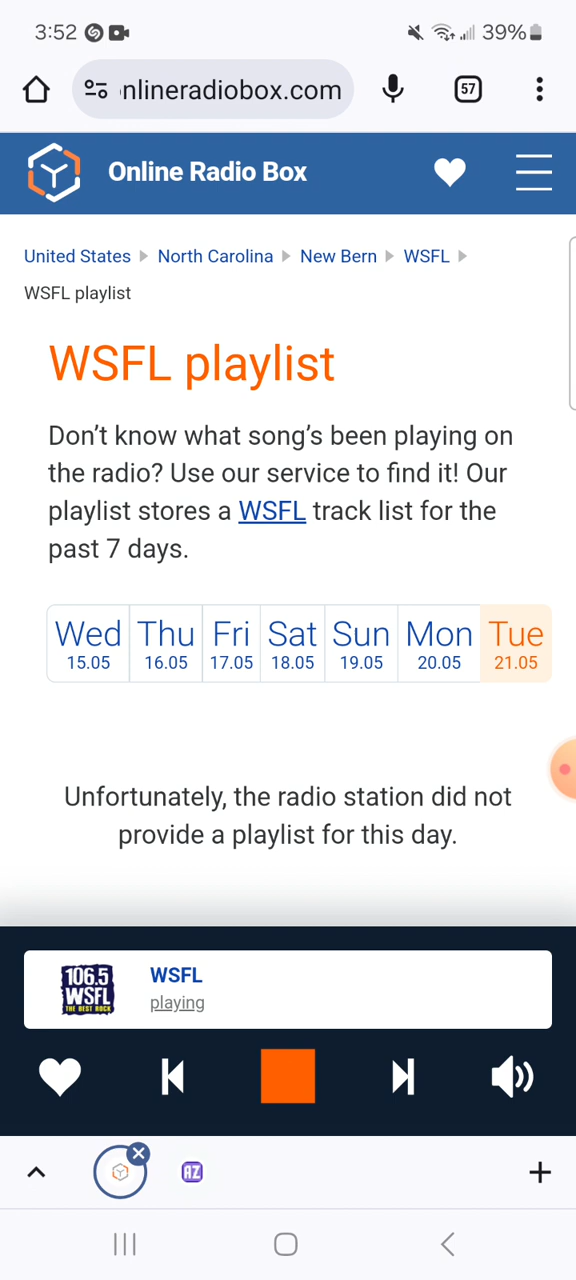 3:52
39%
nlineradiobox.com
57
Online Radio Box
United States North Carolina New Bern WSFL
WSFL playlist
WSFL playlist
Don’t know what song’s been playing on
the radio? Use our service to find it! Our
playlist stores a WSFL track list for the
past 7 days.
Wed Thu Fri Sat Sun Mon Tue
15.05 16.05 17.05 18.05 19.05 20.05 21.05
Unfortunately, the radio station did not
provide a playlist for this day.
106.5
WSFL
THE BEST ROCK
WSFL
playing
AZ